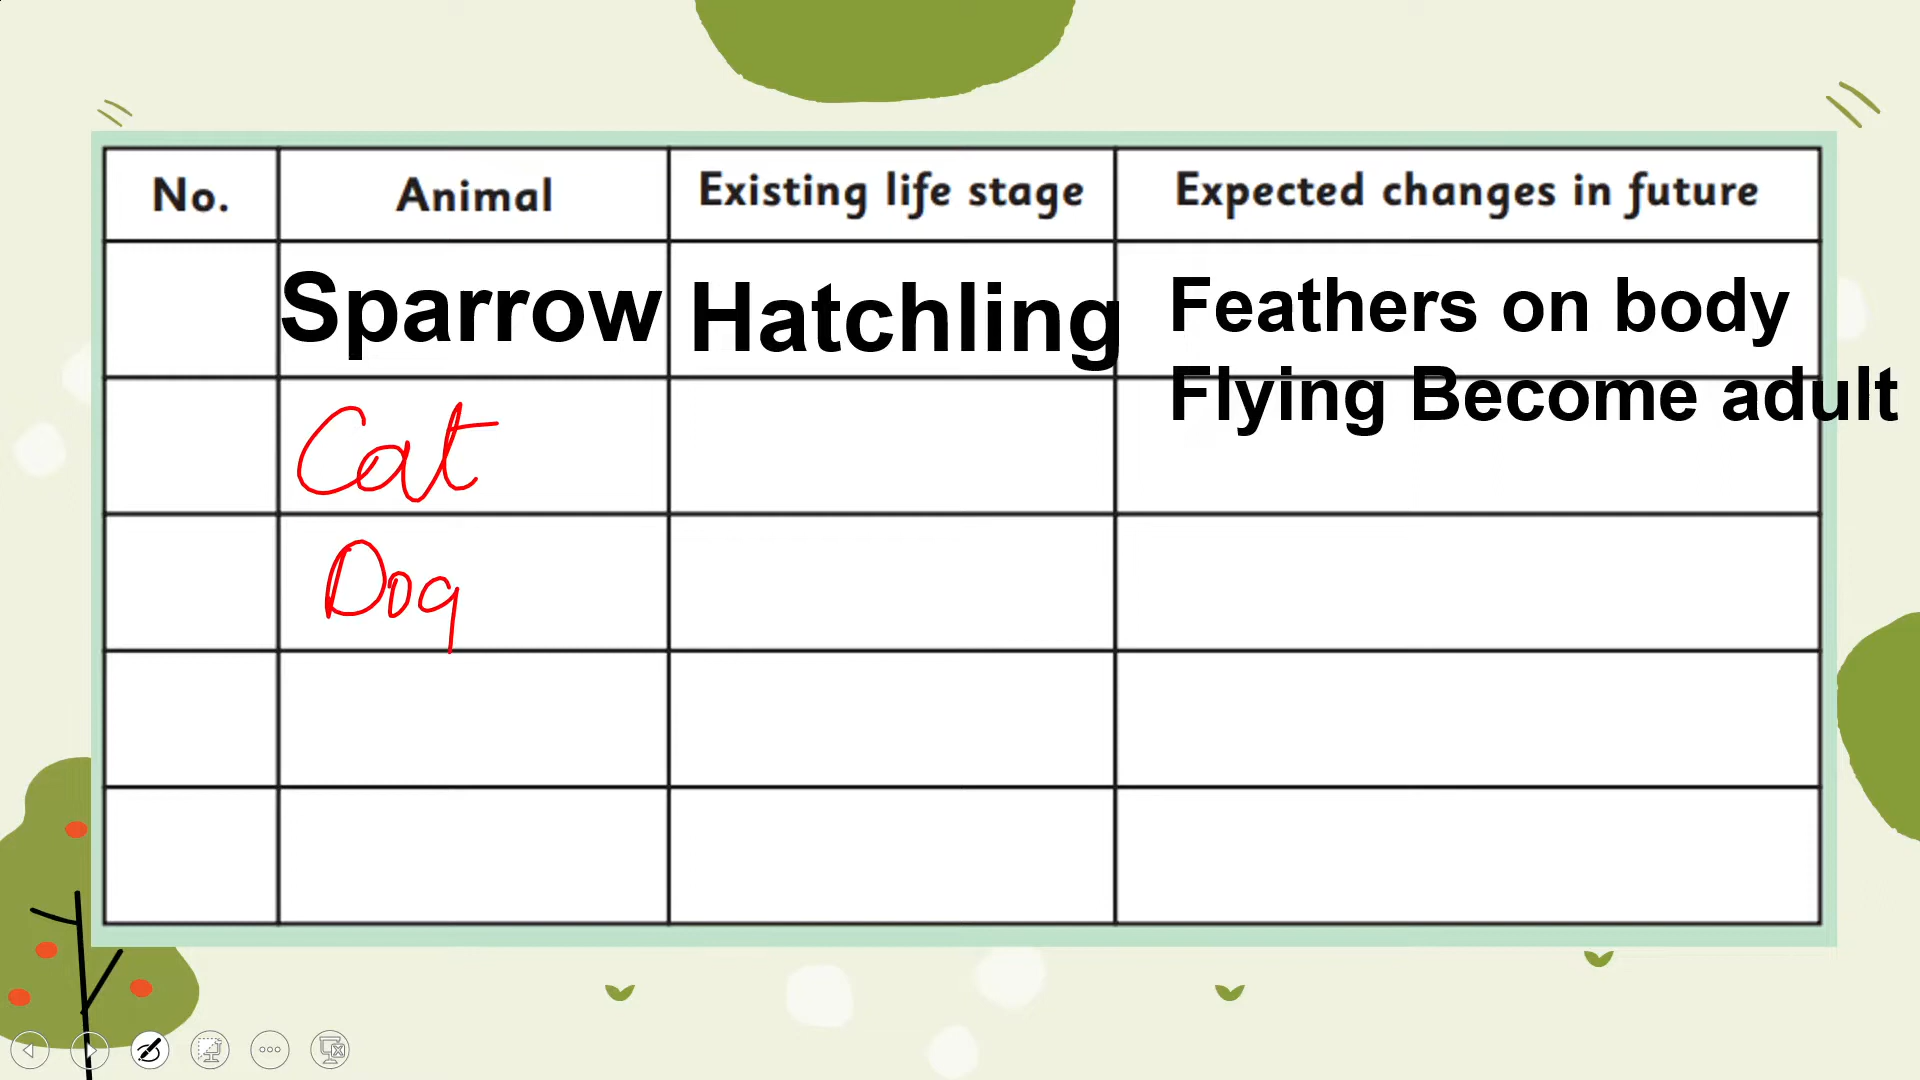 No. Animal Existing life stage Expected changes in future
Sparrow Hatchling Feathers on body
Flying Become adult
Cat
Dog